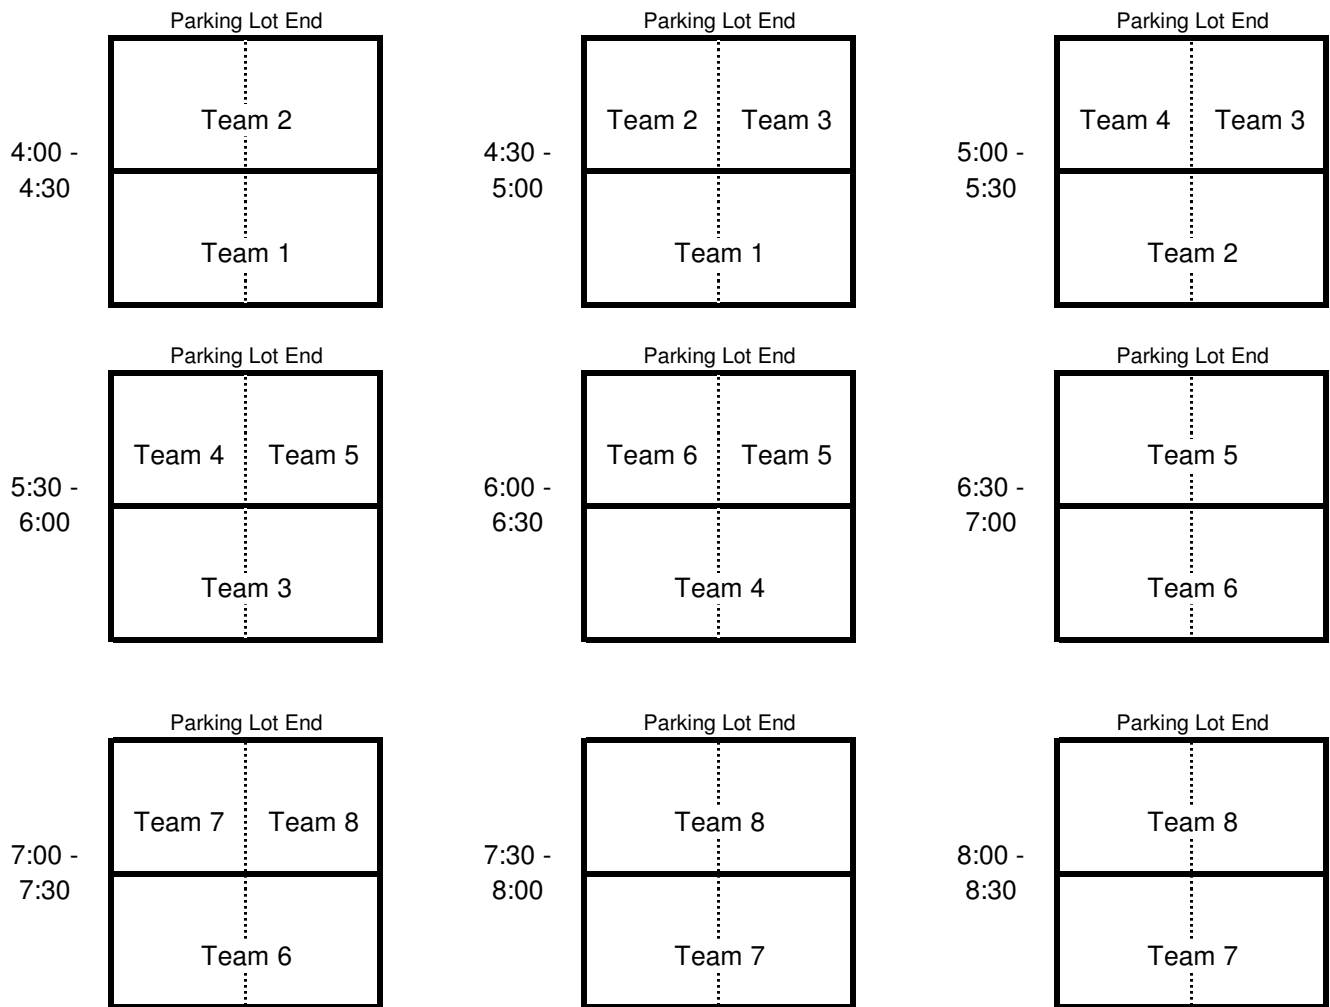 Parking Lot End
Parking Lot End
Parking Lot End
Team 2
Team 2 Team 3
Team 4 Team 3
4:00 -
4:30
4:30 -
5:00
5:00 -
5:30
Team 1
Team 1
Team 2
Parking Lot End
Parking Lot End
Parking Lot End
Team 4 Team 5
Team 6 Team 5
Team 5
5:30 -
6:00
6:00 -
6:30
6:30 -
7:00
Team 3
Team 4
Team 6
Parking Lot End
Parking Lot End
Parking Lot End
Team 7 Team 8
Team 8
Team 8
7:00 -
7:30
7:30 -
8:00
8:00 -
8:30
Team 6
Team 7
Team 7